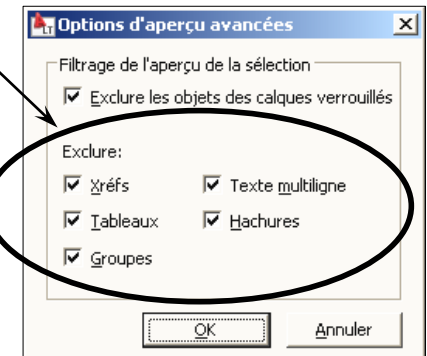 Options d'aperçu avancées
Filtrage de l'aperçu de la sélection
Exclure les objets des calques verrouillés
Exclure:
Xréfs Texte multiligne
Tableaux Hachures
Groupes
OK Annuler